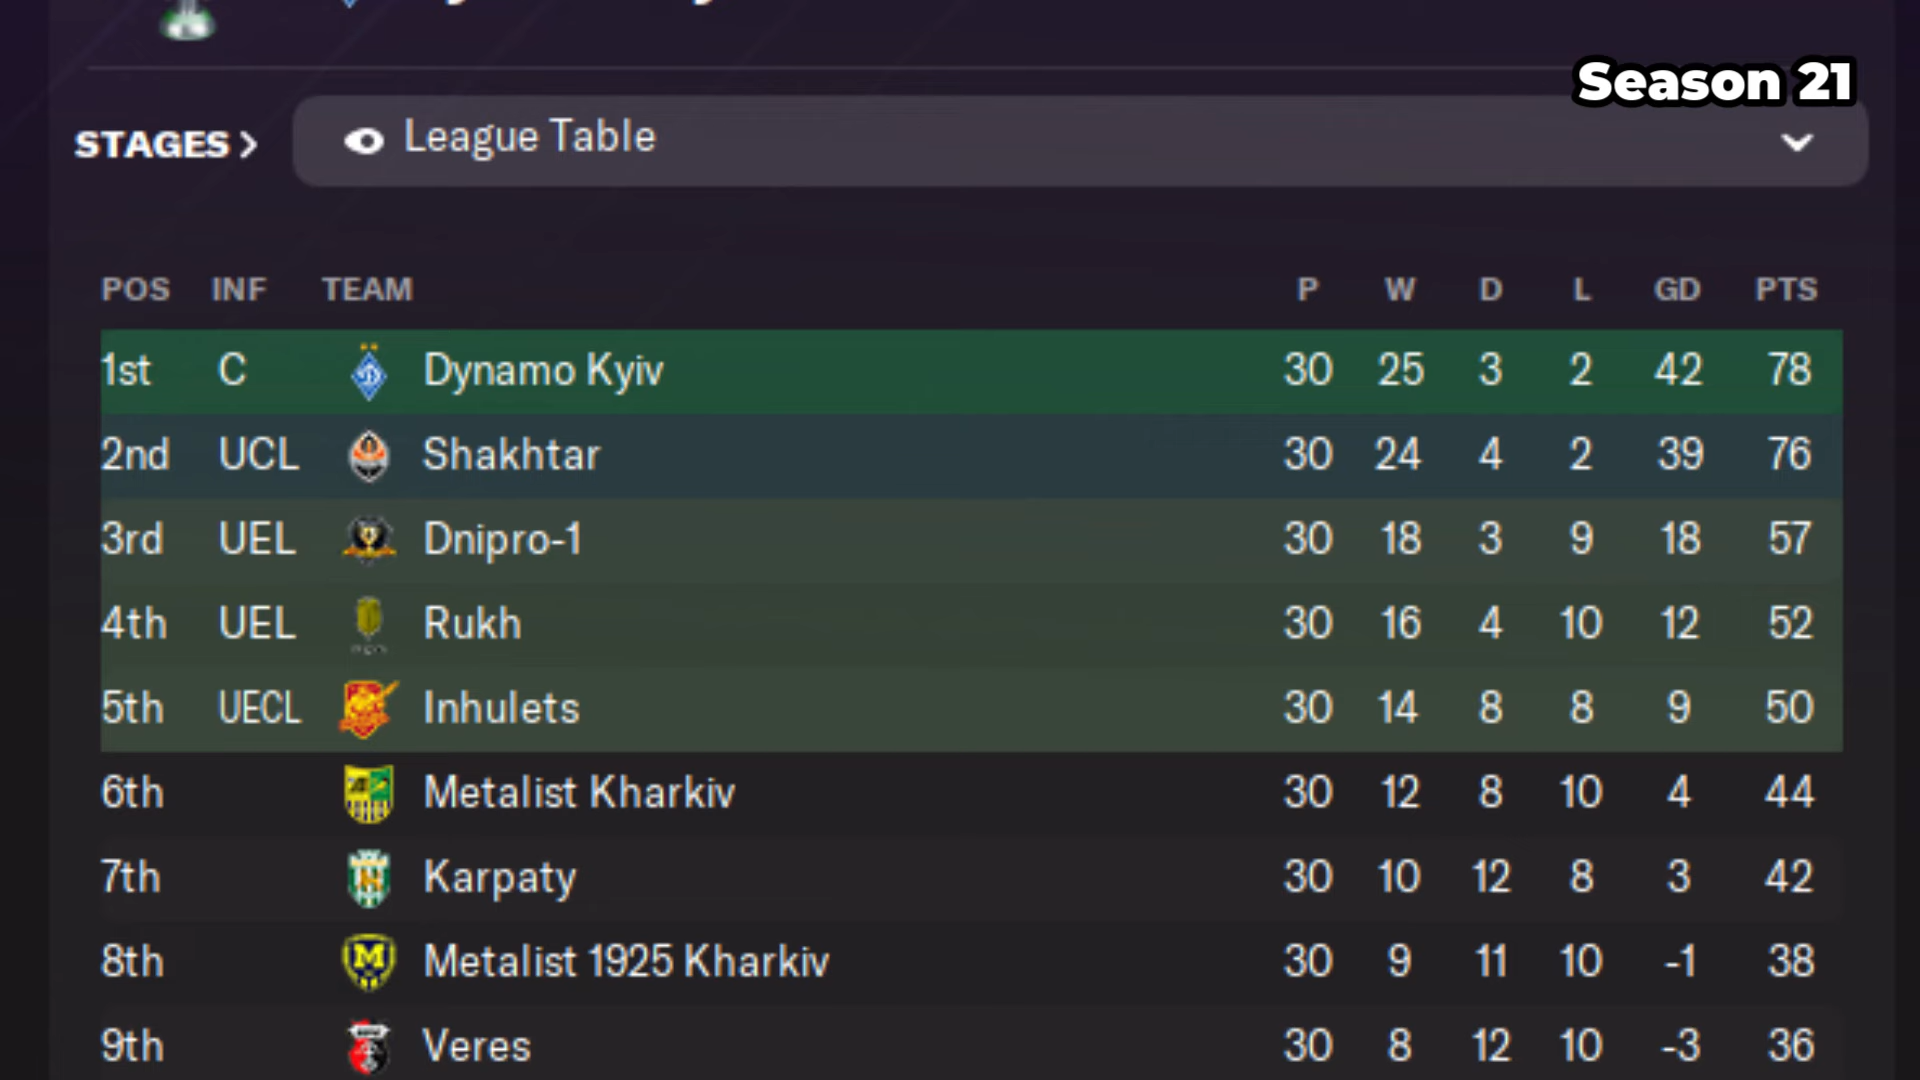 Season 21
STAGES
League Table
POS INF TEAM P W D L GD PTS
1st C Dynamo Kyiv 30 25 3 2 42 78
2nd UCL Shakhtar 30 24 4 2 39 76
3rd UEL Dnipro-1 30 18 3 9 18 57
4th UEL Rukh 30 16 4 10 12 52
5th UECL Inhulets 30 14 8 8 9 50
6th Metalist Kharkiv 30 12 8 10 4 44
7th Karpaty 30 10 12 8 3 42
8th Metalist 1925 Kharkiv 30 9 11 10 -1 38
9th Veres 30 8 12 10 -3 36